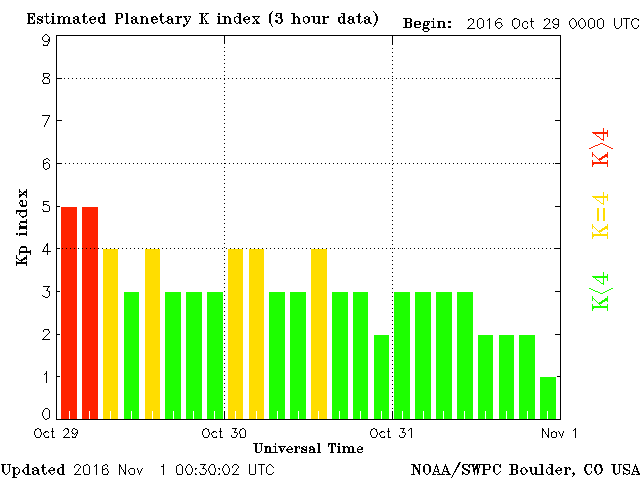 Estimated Planetary K index (3 hour data) Begin: 2016 Oct 29 0000 UTC
9
8
7
6
5
4
3
2
1
0
Kp index
K>4
K=4
K<4
Oct 29 Oct 30 Oct 31 Nov 1
Universal Time
Updated 2016 Nov 1 00:30:02 UTC NOAA/SWPC Boulder, CO USA